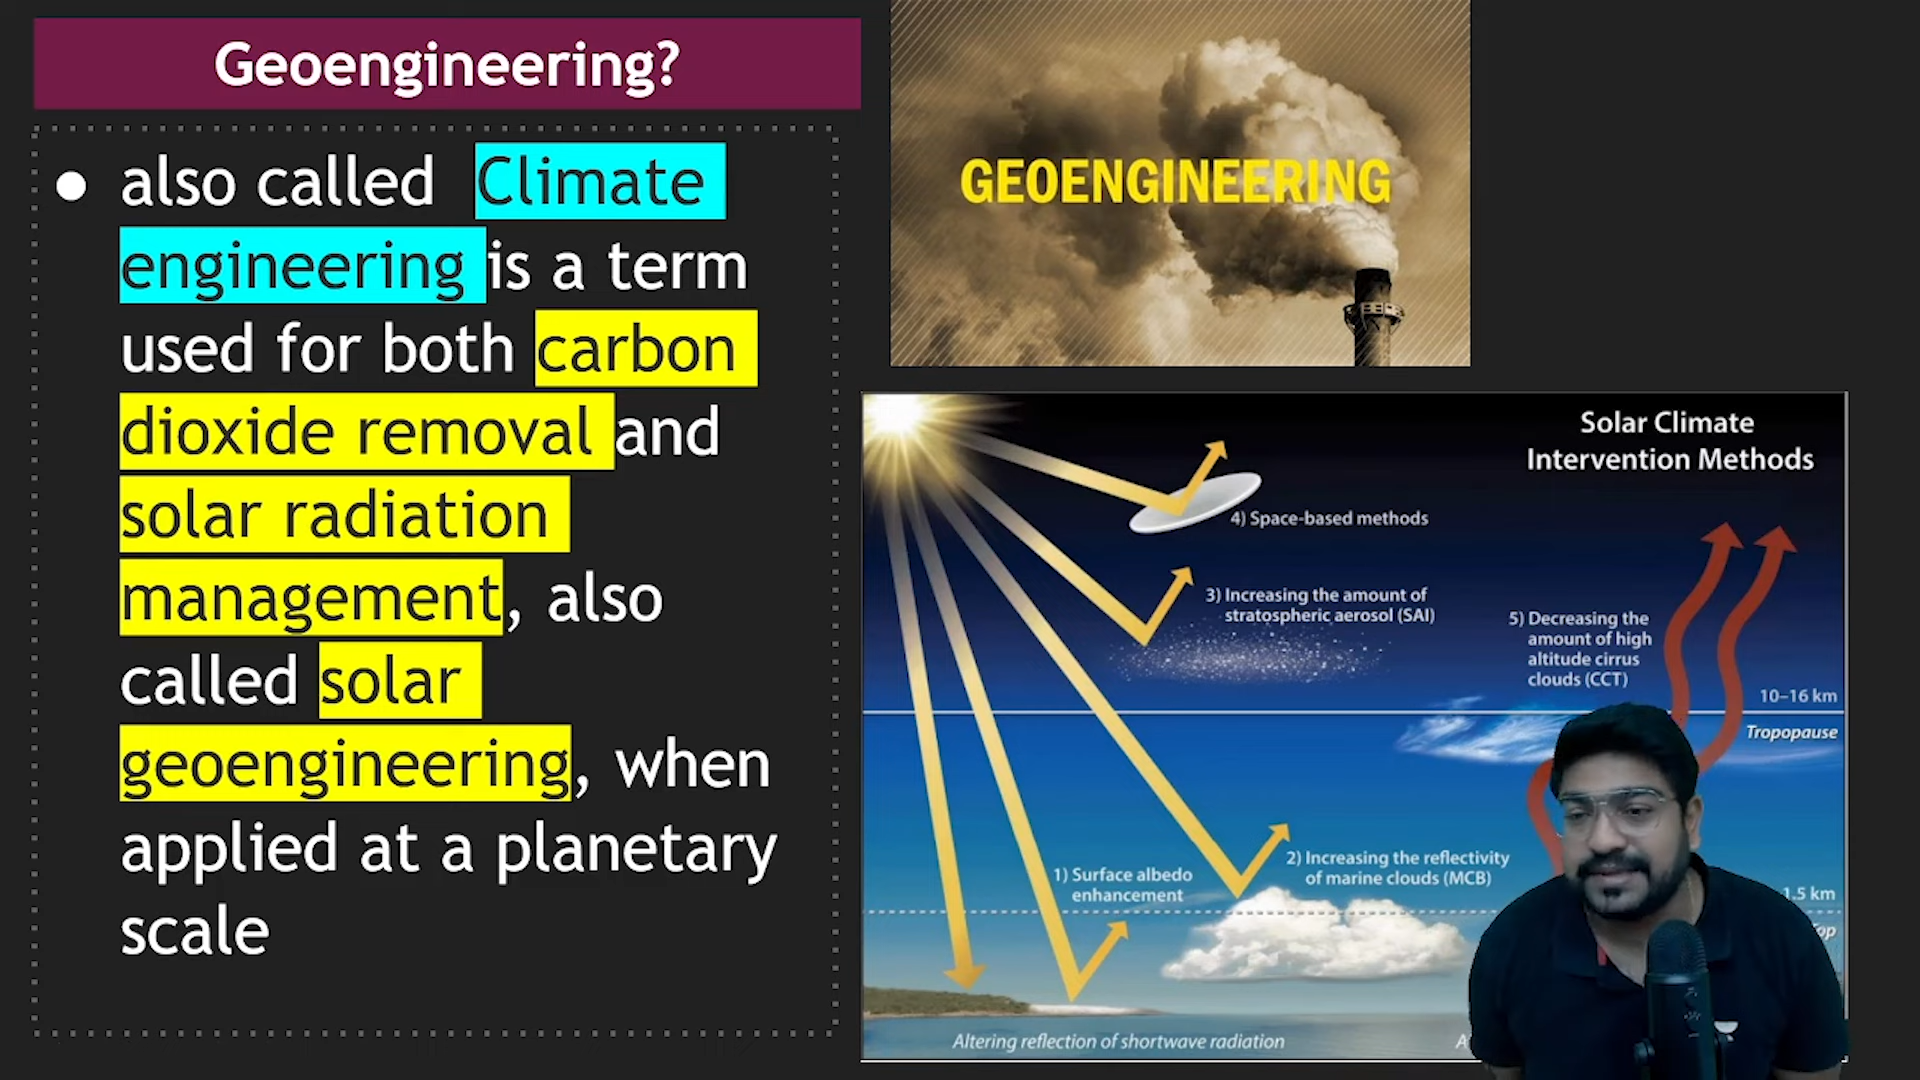 Geoengineering?
● also called Climate
engineering is a term
used for both carbon
dioxide removal and
solar radiation
management, also
called solar
geoengineering, when
applied at a planetary
scale
GEOENGINEERING
Solar Climate
Intervention Methods
4) Space-based methods
3) Increasing the amount of
stratospheric aerosol (SAI)
5) Decreasing the
amount of high
altitude cirrus
clouds (CCT)
10–16 km
Tropopause
2) Increasing the reflectivity
of marine clouds (MCB)
1) Surface albedo
enhancement
1.5 km
Altering reflection of shortwave radiation